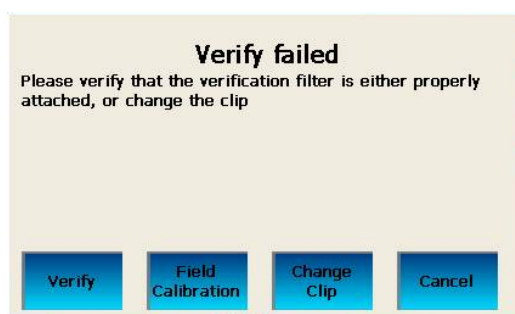 Verify failed
Please verify that the verification filter is either properly
attached, or change the clip
Verify
Field
Calibration
Change
Clip
Cancel